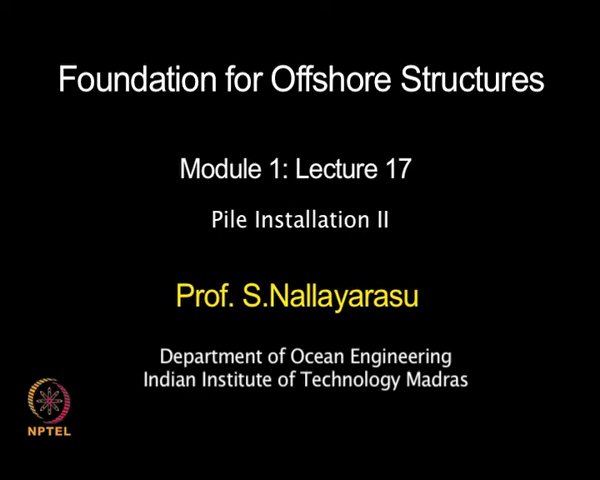 Foundation for Offshore Structures
Module 1: Lecture 17
Pile Installation II
Prof. S.Nallayarasu
Department of Ocean Engineering
Indian Institute of Technology Madras
NPTEL